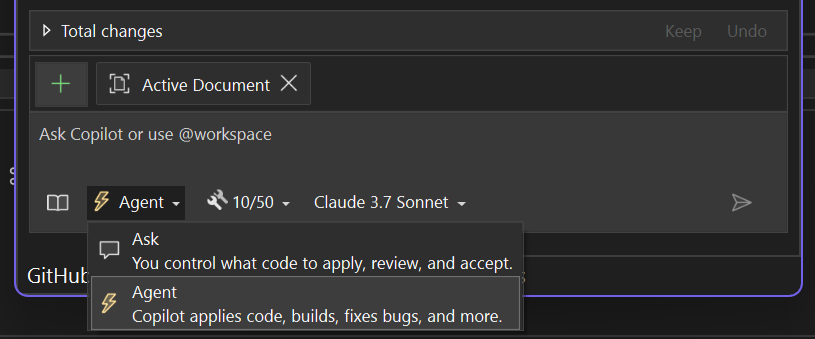 Total changes Keep Undo
Active Document
Ask Copilot or use @workspace
Agent 10/50 Claude 3.7 Sonnet
Ask
You control what code to apply, review, and accept.
GitHub
Agent
Copilot applies code, builds, fixes bugs, and more.